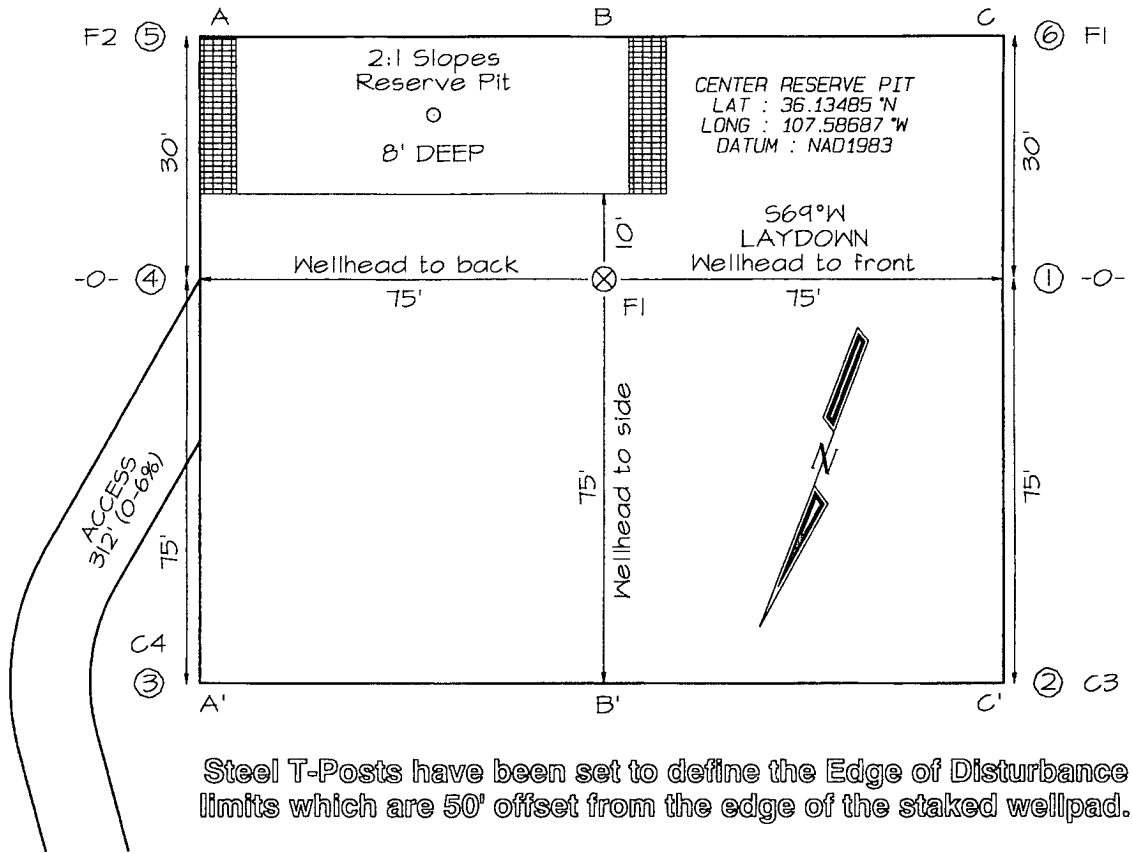 A B C
F2 5 6 F1
2:1 Slopes
Reserve Pit
8' DEEP
CENTER RESERVE PIT
LAT : 36.13485 °N
LONG : 107.58687 °W
DATUM : NAD1983
30' 30'
S69°W
LAYDOWN
10'
Wellhead to back Wellhead to front
-0- 4 1 -0-
75' 75'
F1
N
ACCESS
312' (0-6%)
75' 75' Wellhead to side 75'
C4
3 2 C3
A' B' C'
Steel T-Posts have been set to define the Edge of Disturbance
limits which are 50' offset from the edge of the staked wellpad.